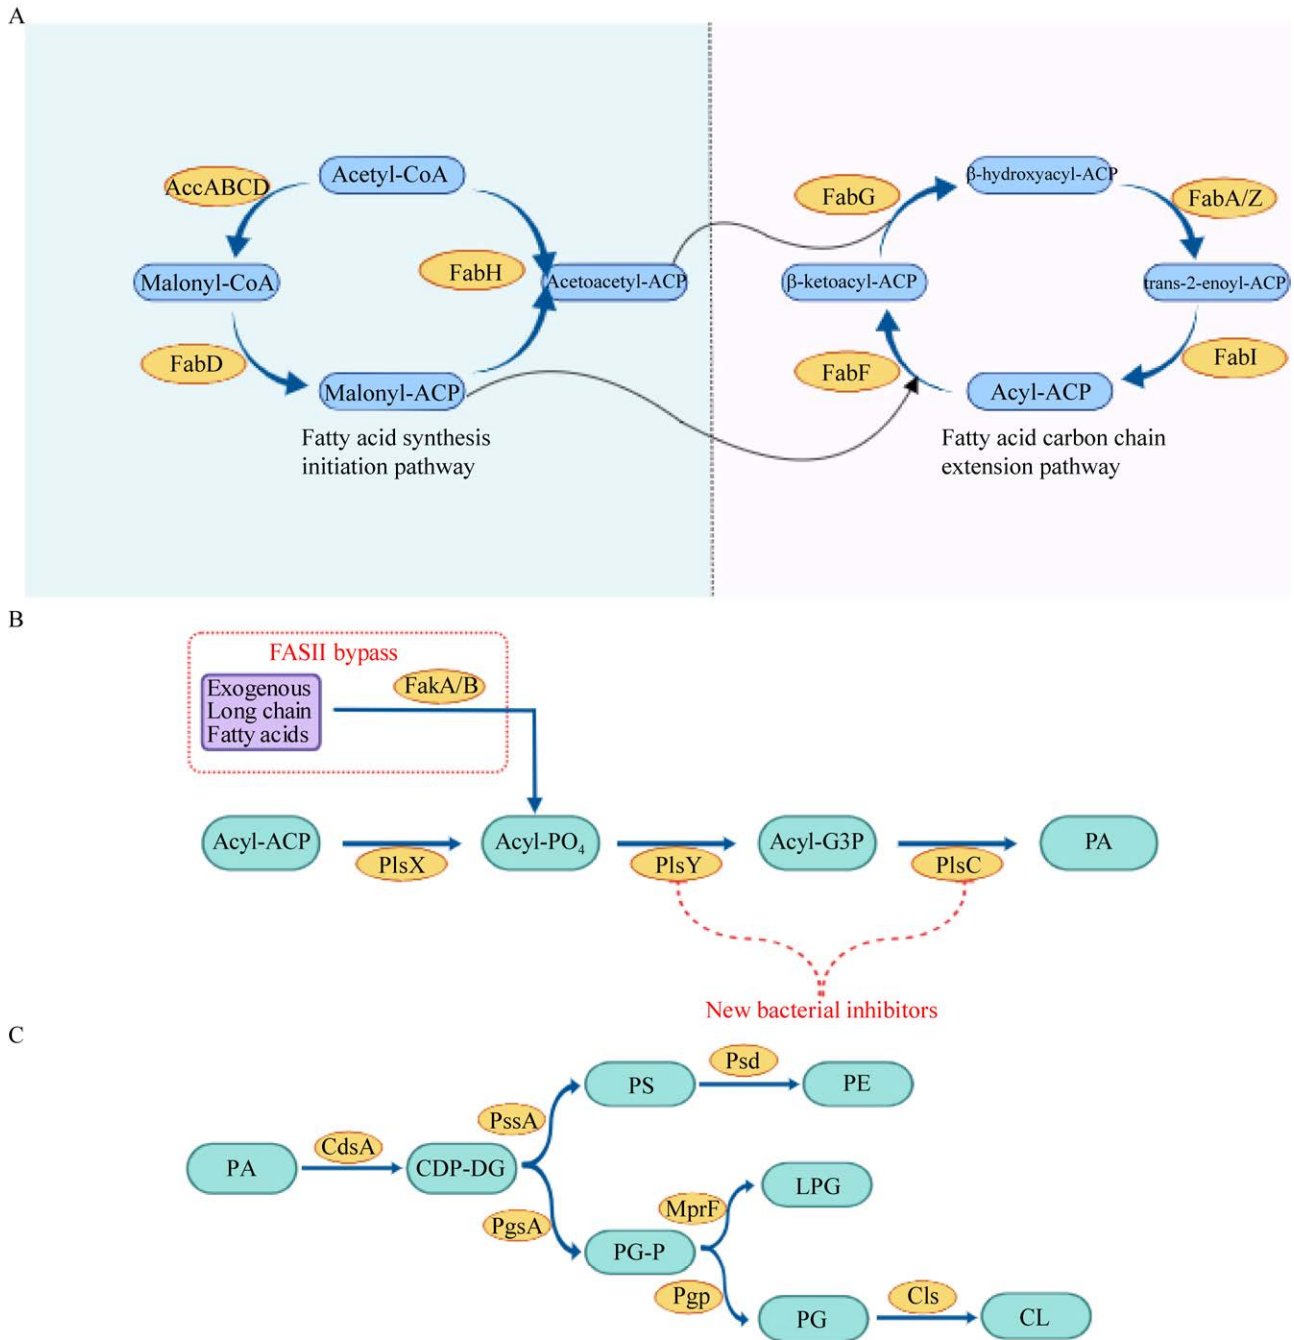 A
Acetyl-CoA
AccABCD
Malonyl-CoA
FabH
Acetoacetyl-ACP
FabD
Malonyl-ACP
Fatty acid synthesis
initiation pathway
β-hydroxyacyl-ACP
FabG
FabA/Z
β-ketoacyl-ACP
trans-2-enoyl-ACP
FabF
FabI
Acyl-ACP
Fatty acid carbon chain
extension pathway
B
FASII bypass
Exogenous
Long chain
Fatty acids
FakA/B
Acyl-ACP
PlsX
Acyl-PO₄
PlsY
Acyl-G3P
PlsC
PA
New bacterial inhibitors
C
PA
CdsA
CDP-DG
PssA
PS
Psd
PE
PgsA
PG-P
MprF
LPG
Pgp
PG
Cls
CL